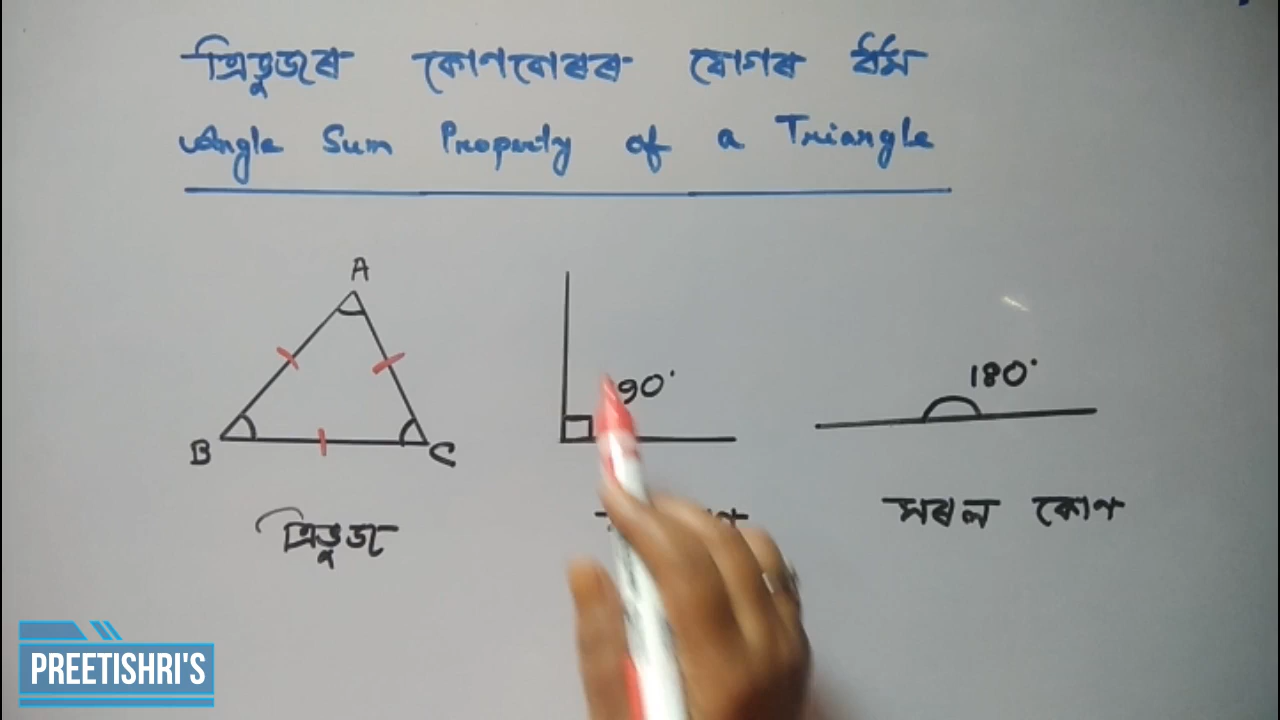 ত্ৰিভুজৰ কোণবোৰৰ যোগৰ ধৰ্ম
Angle Sum Property of a Triangle
A
B
C
90°
180°
ত্ৰিভুজ
সৰল কোণ
PREETISHRI'S